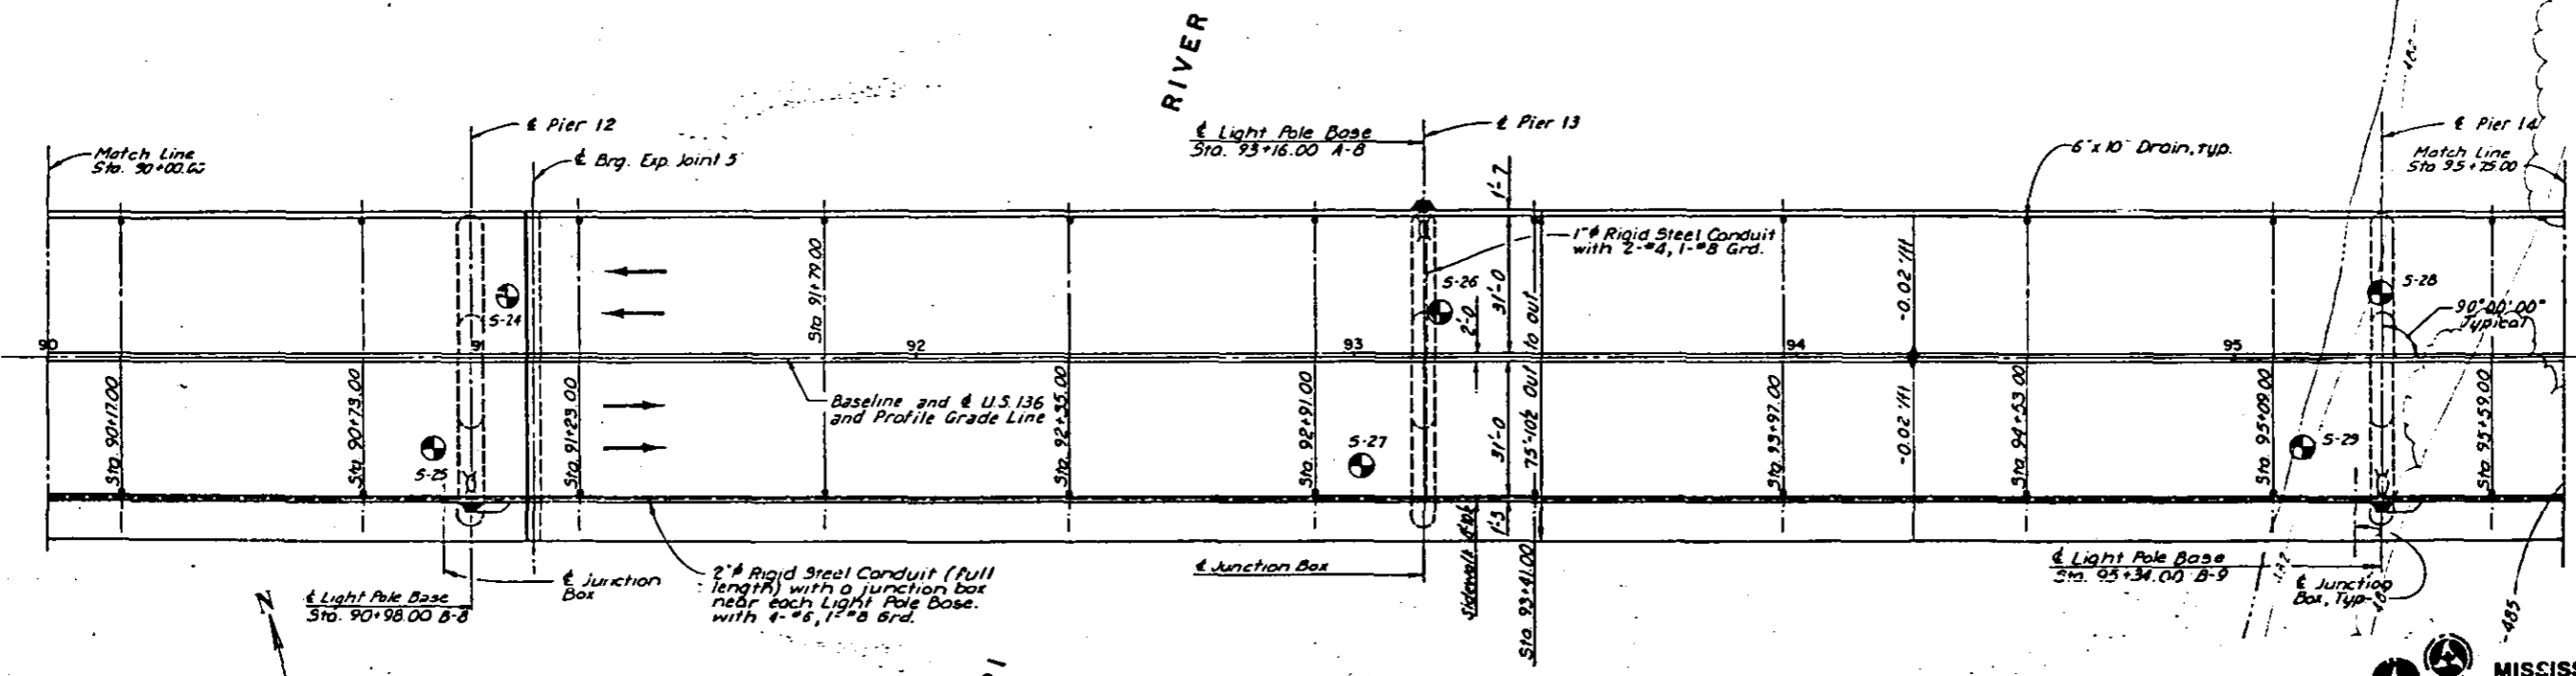 RIVER
℄ Pier 12
℄ Brg. Exp. Joint 5
Match Line
Sta. 90+00.00
℄ Light Pole Base
Sta. 93+16.00 A-8
℄ Pier 13
6"x10" Drain, typ.
℄ Pier 14
Match Line
Sta 95+75.00
1"ø Rigid Steel Conduit
with 2-#4, 1-#8 Grd.
1'-7
31'-0
2'-0
31'-0
1'-3
75'-10½ Out to out
Sidewalk
-0.02 '/ft
-0.02 '/ft
S-24
S-25
S-26
S-27
S-28
S-29
90°00'00"
Typical
90
91
92
93
94
95
Sta. 90+17.00
Sta. 90+73.00
Sta. 91+23.00
Sta 91+79.00
Sta. 92+35.00
Sta. 92+91.00
Sta 93+41.00
Sta. 93+97.00
Sta 94+53 00
Sta. 95+09.00
Sta 95+59.00
Baseline and ℄ U.S. 136
and Profile Grade Line
℄ Light Pole Base
Sta. 90+98.00 B-8
℄ Junction
Box
2"ø Rigid Steel Conduit (full
length) with a junction box
near each Light Pole Base.
with 4-#6, 1-#8 Grd.
℄ Junction Box
℄ Light Pole Base
Sta. 95+34.00 B-9
℄ Junction
Box, Typ.
485
N
MISSISS